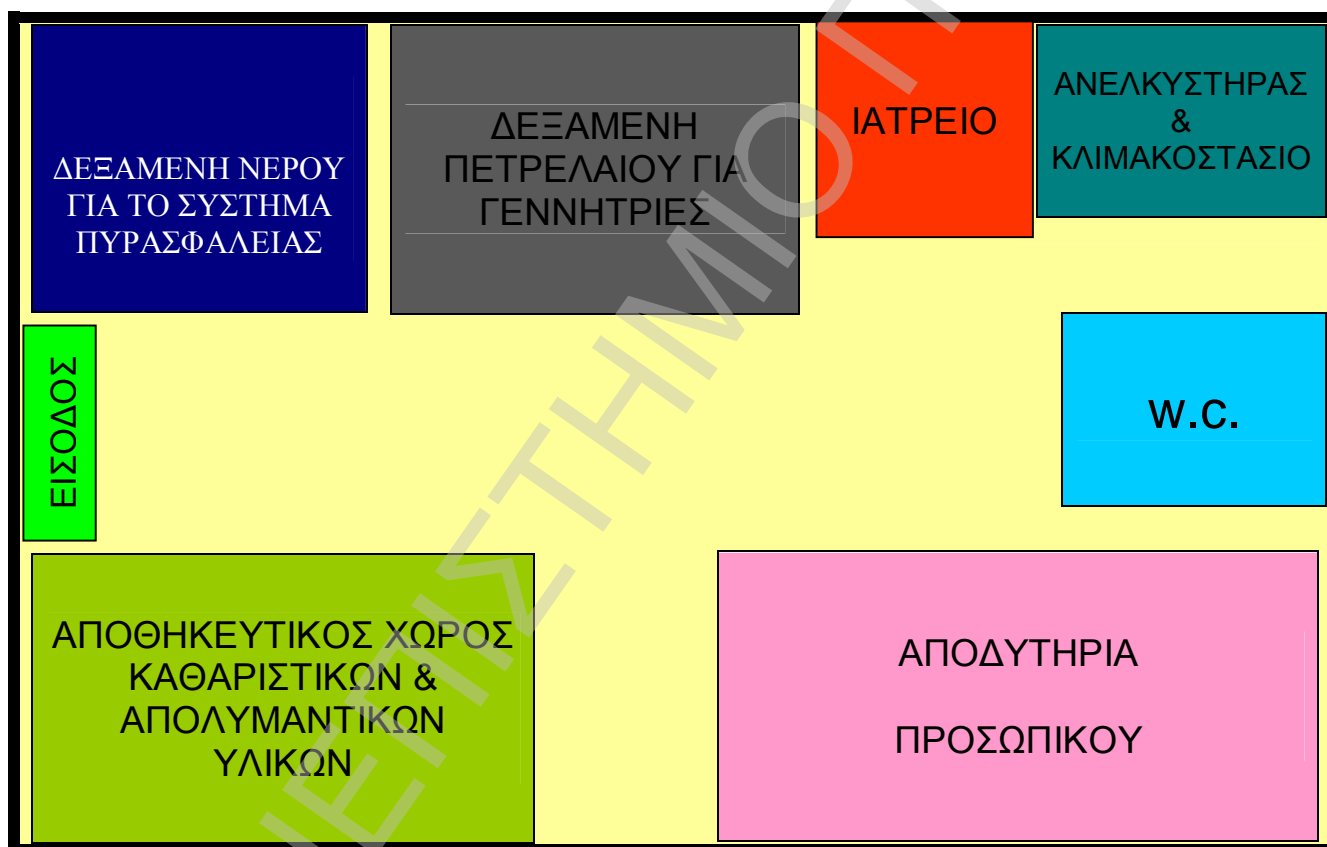 ΔΕΞΑΜΕΝΗ ΝΕΡΟΥ
ΓΙΑ ΤΟ ΣΥΣΤΗΜΑ
ΠΥΡΑΣΦΑΛΕΙΑΣ
ΔΕΞΑΜΕΝΗ
ΠΕΤΡΕΛΑΙΟΥ ΓΙΑ
ΓΕΝΝΗΤΡΙΕΣ
ΙΑΤΡΕΙΟ
ΑΝΕΛΚΥΣΤΗΡΑΣ
&
ΚΛΙΜΑΚΟΣΤΑΣΙΟ
ΕΙΣΟΔΟΣ
w.c.
ΑΠΟΘΗΚΕΥΤΙΚΟΣ ΧΩΡΟΣ
ΚΑΘΑΡΙΣΤΙΚΩΝ &
ΑΠΟΛΥΜΑΝΤΙΚΩΝ
ΥΛΙΚΩΝ
ΑΠΟΔΥΤΗΡΙΑ
ΠΡΟΣΩΠΙΚΟΥ